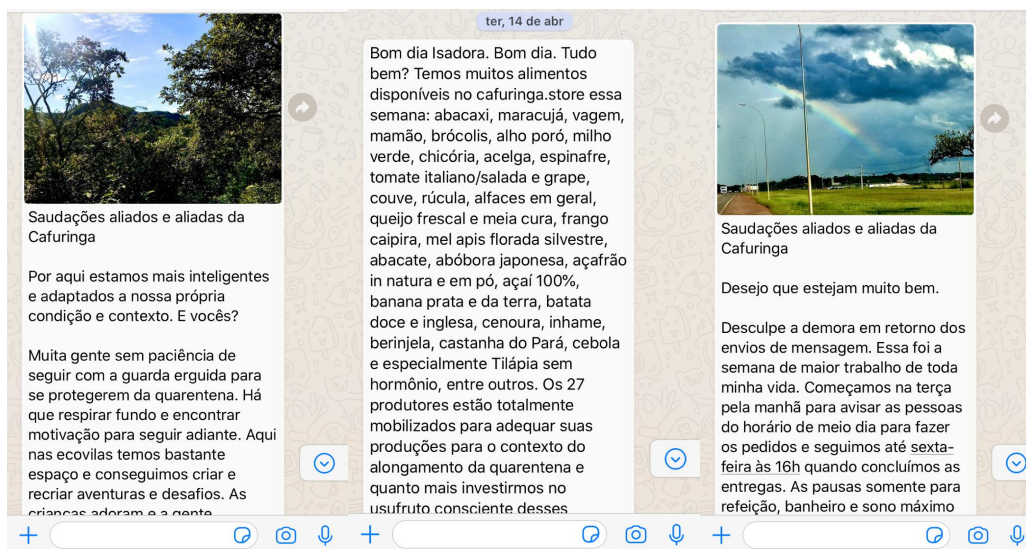 Saudações aliados e aliadas da
Cafuringa
Por aqui estamos mais inteligentes
e adaptados a nossa própria
condição e contexto. E vocês?
Muita gente sem paciência de
seguir com a guarda erguida para
se protegerem da quarentena. Há
que respirar fundo e encontrar
motivação para seguir adiante. Aqui
nas ecovilas temos bastante
espaço e conseguimos criar e
recriar aventuras e desafios. As
crianças adoram e a gente
ter, 14 de abr
Bom dia Isadora. Bom dia. Tudo
bem? Temos muitos alimentos
disponíveis no cafuringa.store essa
semana: abacaxi, maracujá, vagem,
mamão, brócolis, alho poró, milho
verde, chicória, acelga, espinafre,
tomate italiano/salada e grape,
couve, rúcula, alfaces em geral,
queijo frescal e meia cura, frango
caipira, mel apis florada silvestre,
abacate, abóbora japonesa, açafrão
in natura e em pó, açaí 100%,
banana prata e da terra, batata
doce e inglesa, cenoura, inhame,
berinjela, castanha do Pará, cebola
e especialmente Tilápia sem
hormônio, entre outros. Os 27
produtores estão totalmente
mobilizados para adequar suas
produções para o contexto do
alongamento da quarentena e
quanto mais investirmos no
usufruto consciente desses
Saudações aliados e aliadas da
Cafuringa
Desejo que estejam muito bem.
Desculpe a demora em retorno dos
envios de mensagem. Essa foi a
semana de maior trabalho de toda
minha vida. Começamos na terça
pela manhã para avisar as pessoas
do horário de meio dia para fazer
os pedidos e seguimos até sexta-
feira às 16h quando concluímos as
entregas. As pausas somente para
refeição, banheiro e sono máximo